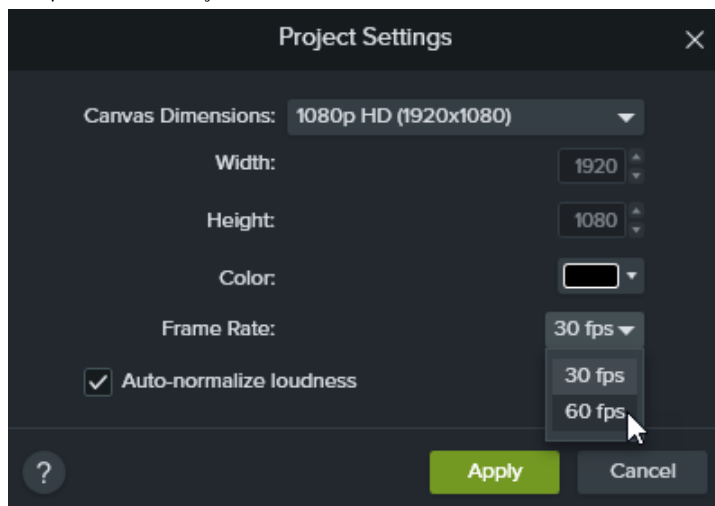 Project Settings
Canvas Dimensions: 1080p HD (1920x1080)
Width: 1920
Height: 1080
Color:
Frame Rate: 30 fps
Auto-normalize loudness
30 fps
60 fps
? Apply Cancel